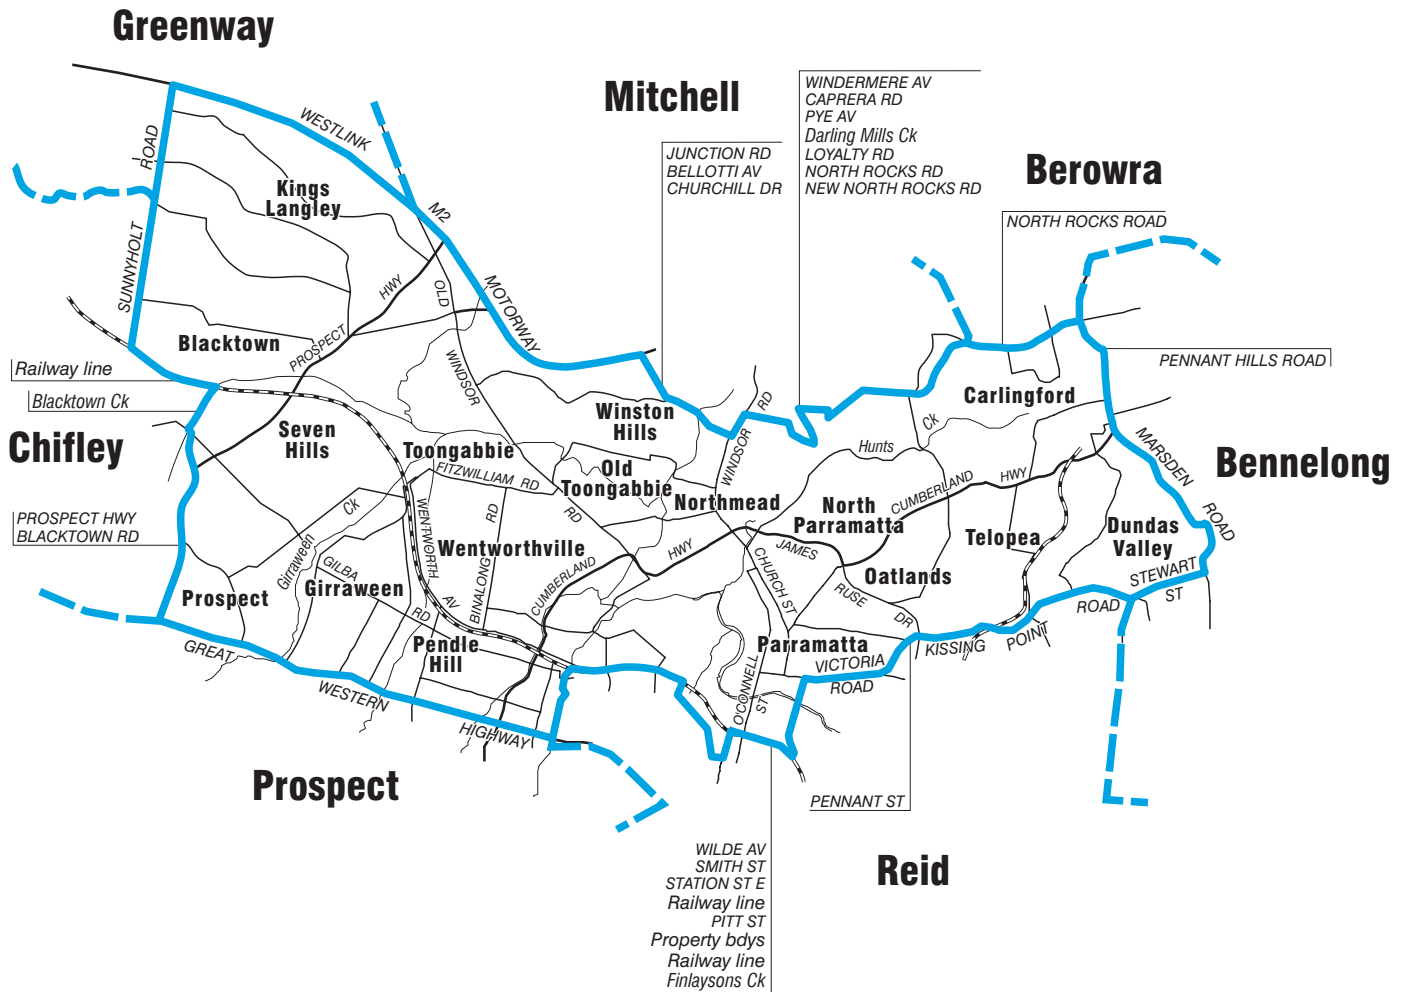 Greenway
Mitchell
WINDERMERE AV
CAPRERA RD
PYE AV
Darling Mills Ck
LOYALTY RD
NORTH ROCKS RD
NEW NORTH ROCKS RD
JUNCTION RD
BELLOTTI AV
CHURCHILL DR
Berowra
NORTH ROCKS ROAD
WESTLINK
M2
MOTORWAY
SUNNYHOLT
ROAD
Kings
Langley
HWY
PROSPECT
OLD
WINDSOR
RD
Blacktown
Railway line
Blacktown Ck
PENNANT HILLS ROAD
Carlingford
Winston
Hills
WINDSOR
RD
Ck
Hunts
Chifley
Seven
Hills
Toongabbie
FITZWILLIAM RD
Old
Toongabbie
Northmead
North
Parramatta
CUMBERLAND
HWY
MARSDEN
ROAD
Bennelong
PROSPECT HWY
BLACKTOWN RD
Ck
Girraween
WENTWORTH
AV
BINALONG
RD
Wentworthville
CUMBERLAND
HWY
JAMES
RUSE
DR
CHURCH ST
Oatlands
Telopea
Dundas
Valley
STEWART
ST
Prospect
GILBA
RD
Girraween
Pendle
Hill
Parramatta
VICTORIA
ROAD
KISSING
POINT
ROAD
O'CONNELL
ST
GREAT
WESTERN
HIGHWAY
Prospect
PENNANT ST
Reid
WILDE AV
SMITH ST
STATION ST E
Railway line
PITT ST
Property bdys
Railway line
Finlaysons Ck